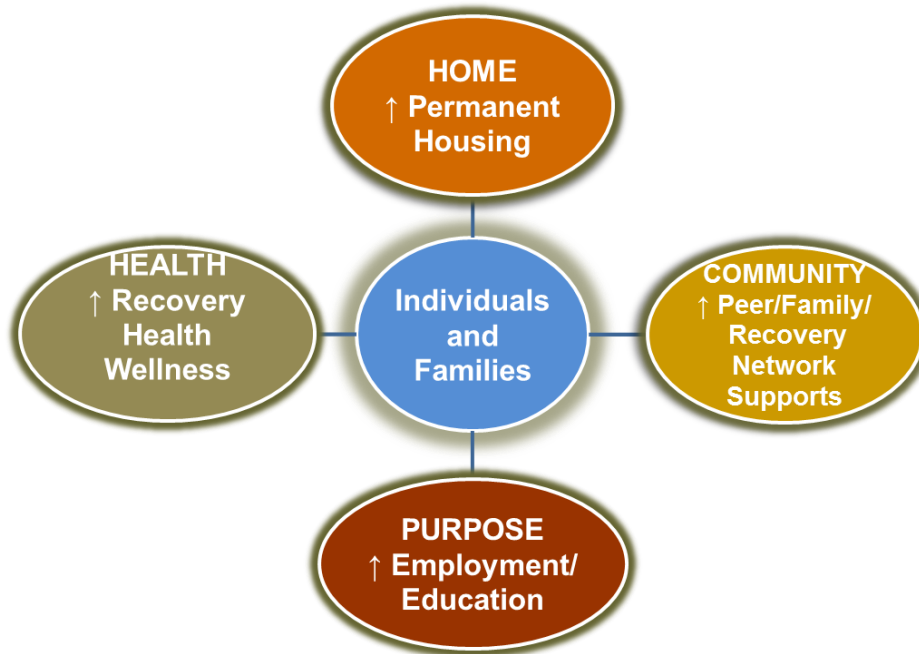 HOME
↑ Permanent
Housing
HEALTH
↑ Recovery
Health
Wellness
Individuals
and
Families
COMMUNITY
↑ Peer/Family/
Recovery
Network
Supports
PURPOSE
↑ Employment/
Education